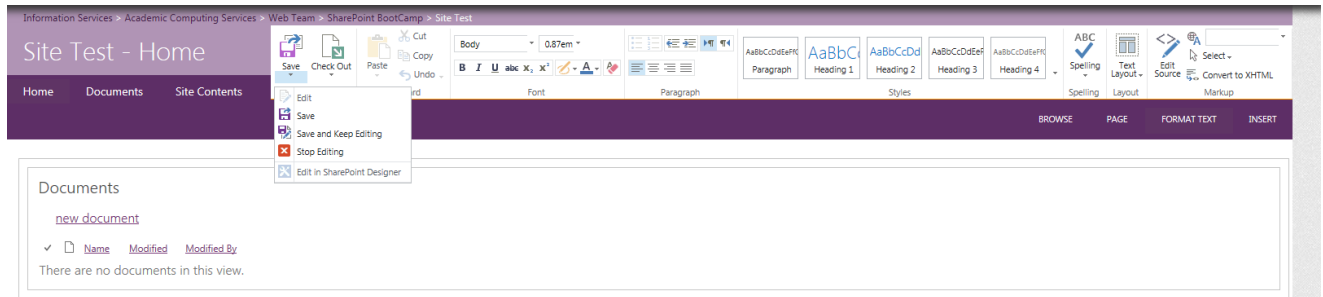 Information Services > Academic Computing Services > Web Team > SharePoint BootCamp > Site Test
Site Test - Home
Save
Check Out
Paste
Cut
Copy
Undo
Body
0.87em
B I U abc X₂ X² A
Font
Paragraph
AaBbCcDdEeFf
Paragraph
AaBbC
Heading 1
AaBbCcDd
Heading 2
AaBbCcDdEeF
Heading 3
AaBbCcDdEeFf
Heading 4
Styles
ABC
Spelling
Spelling
Text
Layout
Layout
Edit
Source
Select
Convert to XHTML
Markup
Home Documents Site Contents
Edit
Save
Save and Keep Editing
Stop Editing
Edit in SharePoint Designer
BROWSE PAGE FORMAT TEXT INSERT
Documents
new document
Name Modified Modified By
There are no documents in this view.